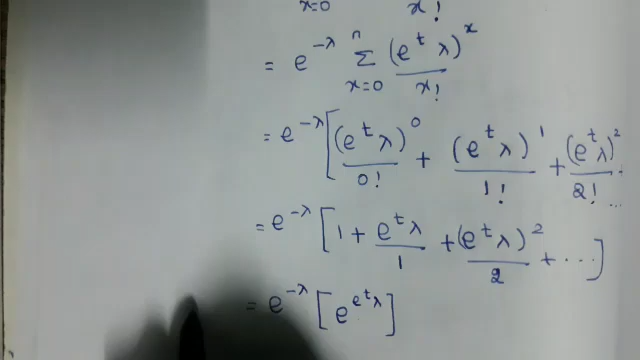 x=0 x!
= e^{-λ} Σ_{x=0}^{n} (e^t λ)^x / x!
= e^{-λ} [ (e^t λ)^0 / 0! + (e^t λ)^1 / 1! + (e^t λ)^2 / 2! + ...
= e^{-λ} [ 1 + e^t λ / 1 + (e^t λ)^2 / 2 + ... ]
= e^{-λ} [ e^{e^t λ} ]